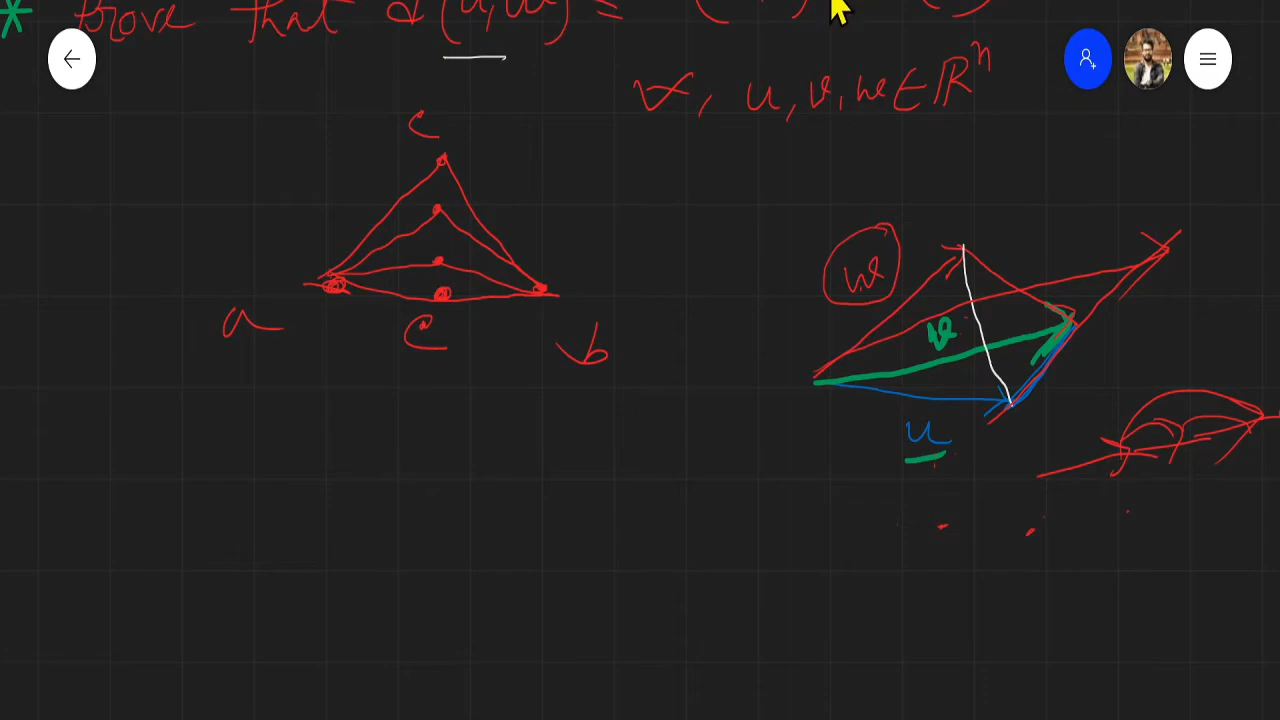 * prove that d(u,w) =
∀, u, v, w ∈ ℝⁿ
c
w
v
a
c
b
u